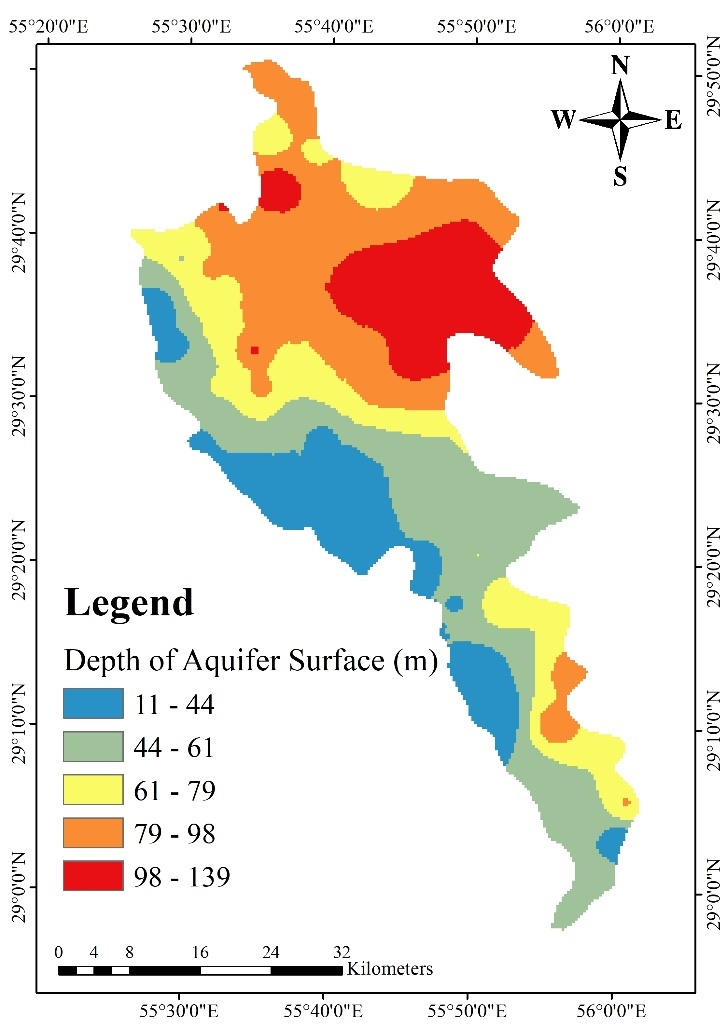 55°20'0"E 55°30'0"E 55°40'0"E 55°50'0"E 56°0'0"E
29°50'0"N
N
W E
S
29°40'0"N 29°40'0"N
29°30'0"N 29°30'0"N
29°20'0"N 29°20'0"N
Legend
Depth of Aquifer Surface (m)
11 - 44
44 - 61
61 - 79
79 - 98
98 - 139
29°10'0"N 29°10'0"N
29°0'0"N 29°0'0"N
0 4 8 16 24 32
Kilometers
55°30'0"E 55°40'0"E 55°50'0"E 56°0'0"E